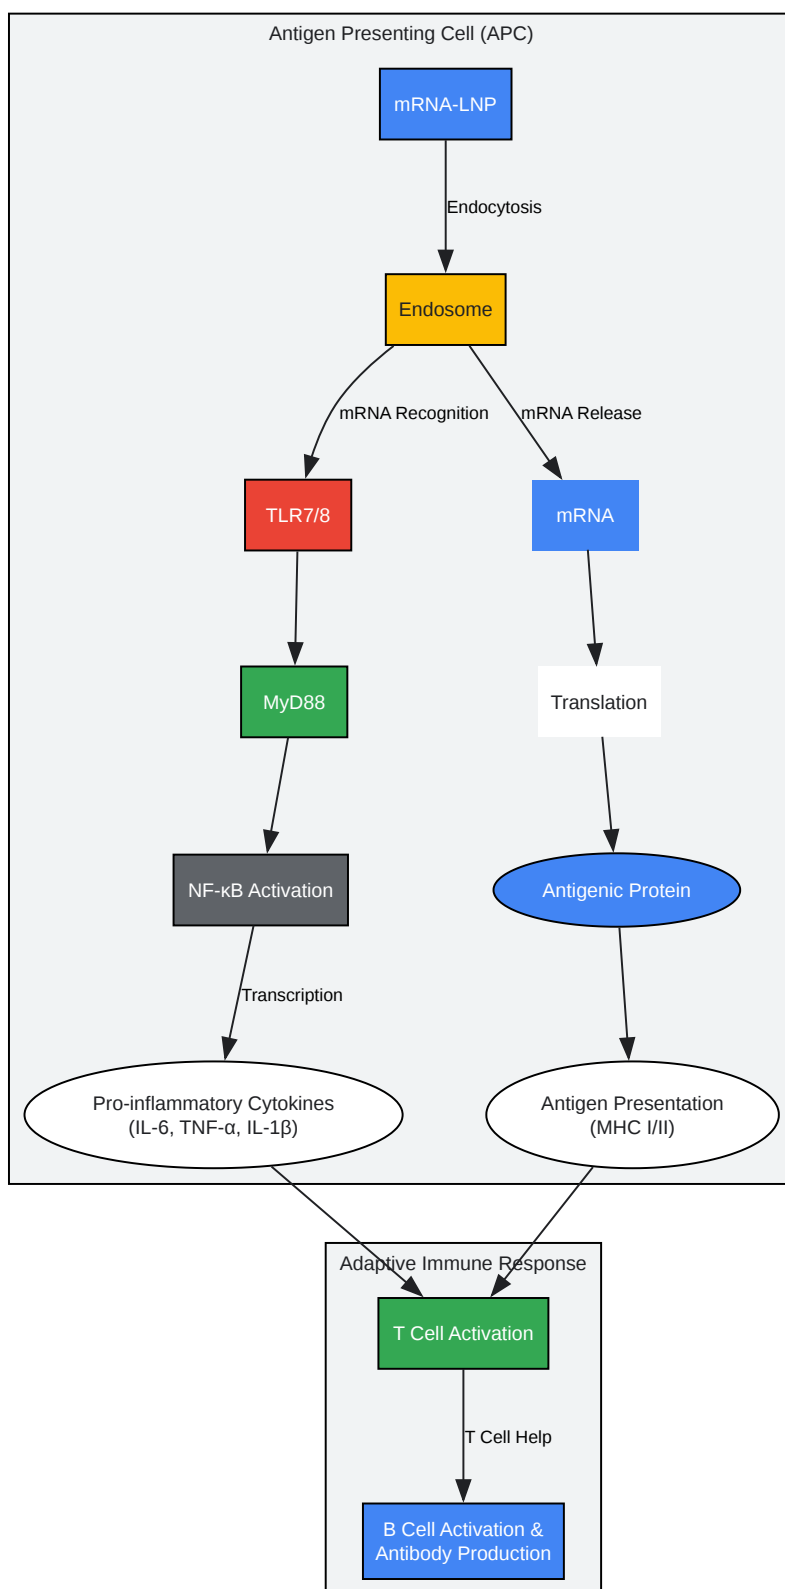 Antigen Presenting Cell (APC)
mRNA-LNP
Endocytosis
Endosome
mRNA Recognition
mRNA Release
TLR7/8
mRNA
MyD88
Translation
NF-κB Activation
Antigenic Protein
Transcription
Pro-inflammatory Cytokines
(IL-6, TNF-α, IL-1β)
Antigen Presentation
(MHC I/II)
Adaptive Immune Response
T Cell Activation
T Cell Help
B Cell Activation &
Antibody Production